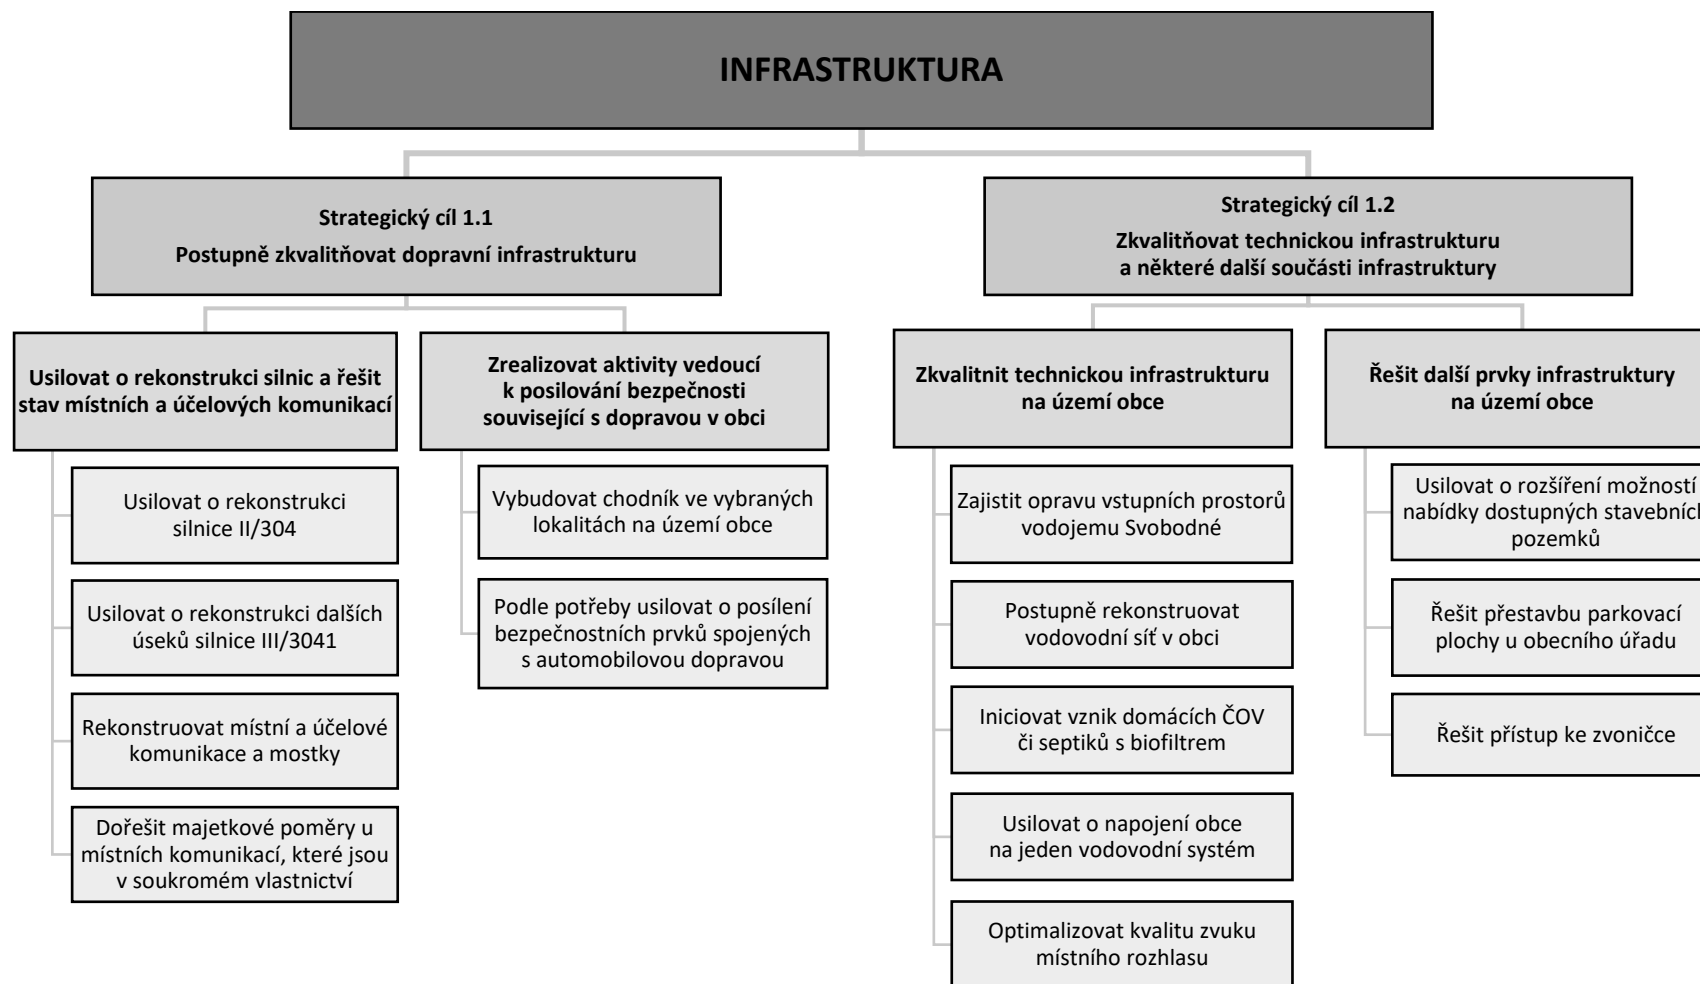 INFRASTRUKTURA
Strategický cíl 1.1
Postupně zkvalitňovat dopravní infrastrukturu
Usilovat o rekonstrukci silnic a řešit
stav místních a účelových komunikací
Usilovat o rekonstrukci
silnice II/304
Usilovat o rekonstrukci dalších
úseků silnice III/3041
Rekonstruovat místní a účelové
komunikace a mostky
Dořešit majetkové poměry u
místních komunikací, které jsou
v soukromém vlastnictví
Zrealizovat aktivity vedoucí
k posilování bezpečnosti
související s dopravou v obci
Vybudovat chodník ve vybraných
lokalitách na území obce
Podle potřeby usilovat o posílení
bezpečnostních prvků spojených
s automobilovou dopravou
Strategický cíl 1.2
Zkvalitňovat technickou infrastrukturu
a některé další součásti infrastruktury
Zkvalitnit technickou infrastrukturu
na území obce
Zajistit opravu vstupních prostorů
vodojemu Svobodné
Postupně rekonstruovat
vodovodní síť v obci
Iniciovat vznik domácích ČOV
či septiků s biofiltrem
Usilovat o napojení obce
na jeden vodovodní systém
Optimalizovat kvalitu zvuku
místního rozhlasu
Řešit další prvky infrastruktury
na území obce
Usilovat o rozšíření možností
nabídky dostupných stavebních
pozemků
Řešit přestavbu parkovací
plochy u obecního úřadu
Řešit přístup ke zvoničce